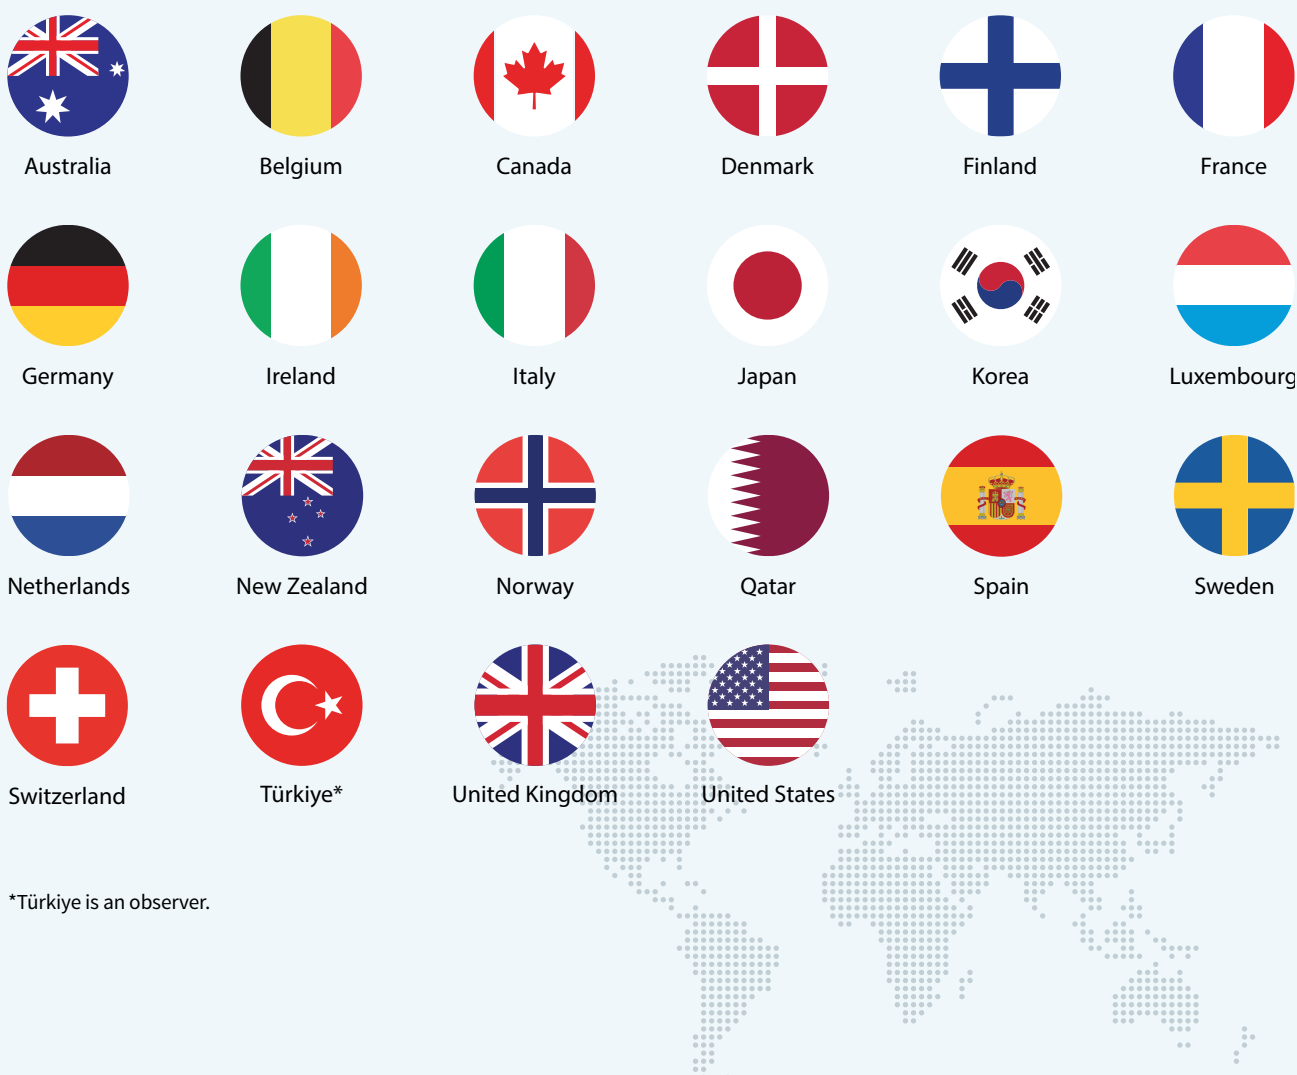 Australia
Belgium
Canada
Denmark
Finland
France
Germany
Ireland
Italy
Japan
Korea
Luxembourg
Netherlands
New Zealand
Norway
Qatar
Spain
Sweden
Switzerland
Türkiye*
United Kingdom
United States
*Türkiye is an observer.